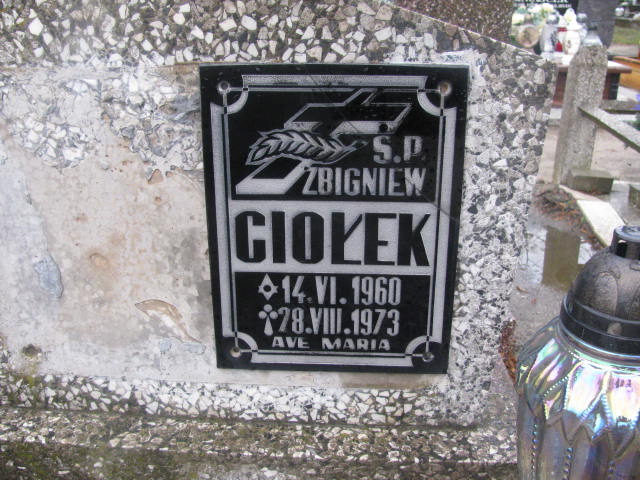 Ś.P.
ZBIGNIEW
CIOŁEK
14.VI.1960
28.VIII.1973
AVE MARIA